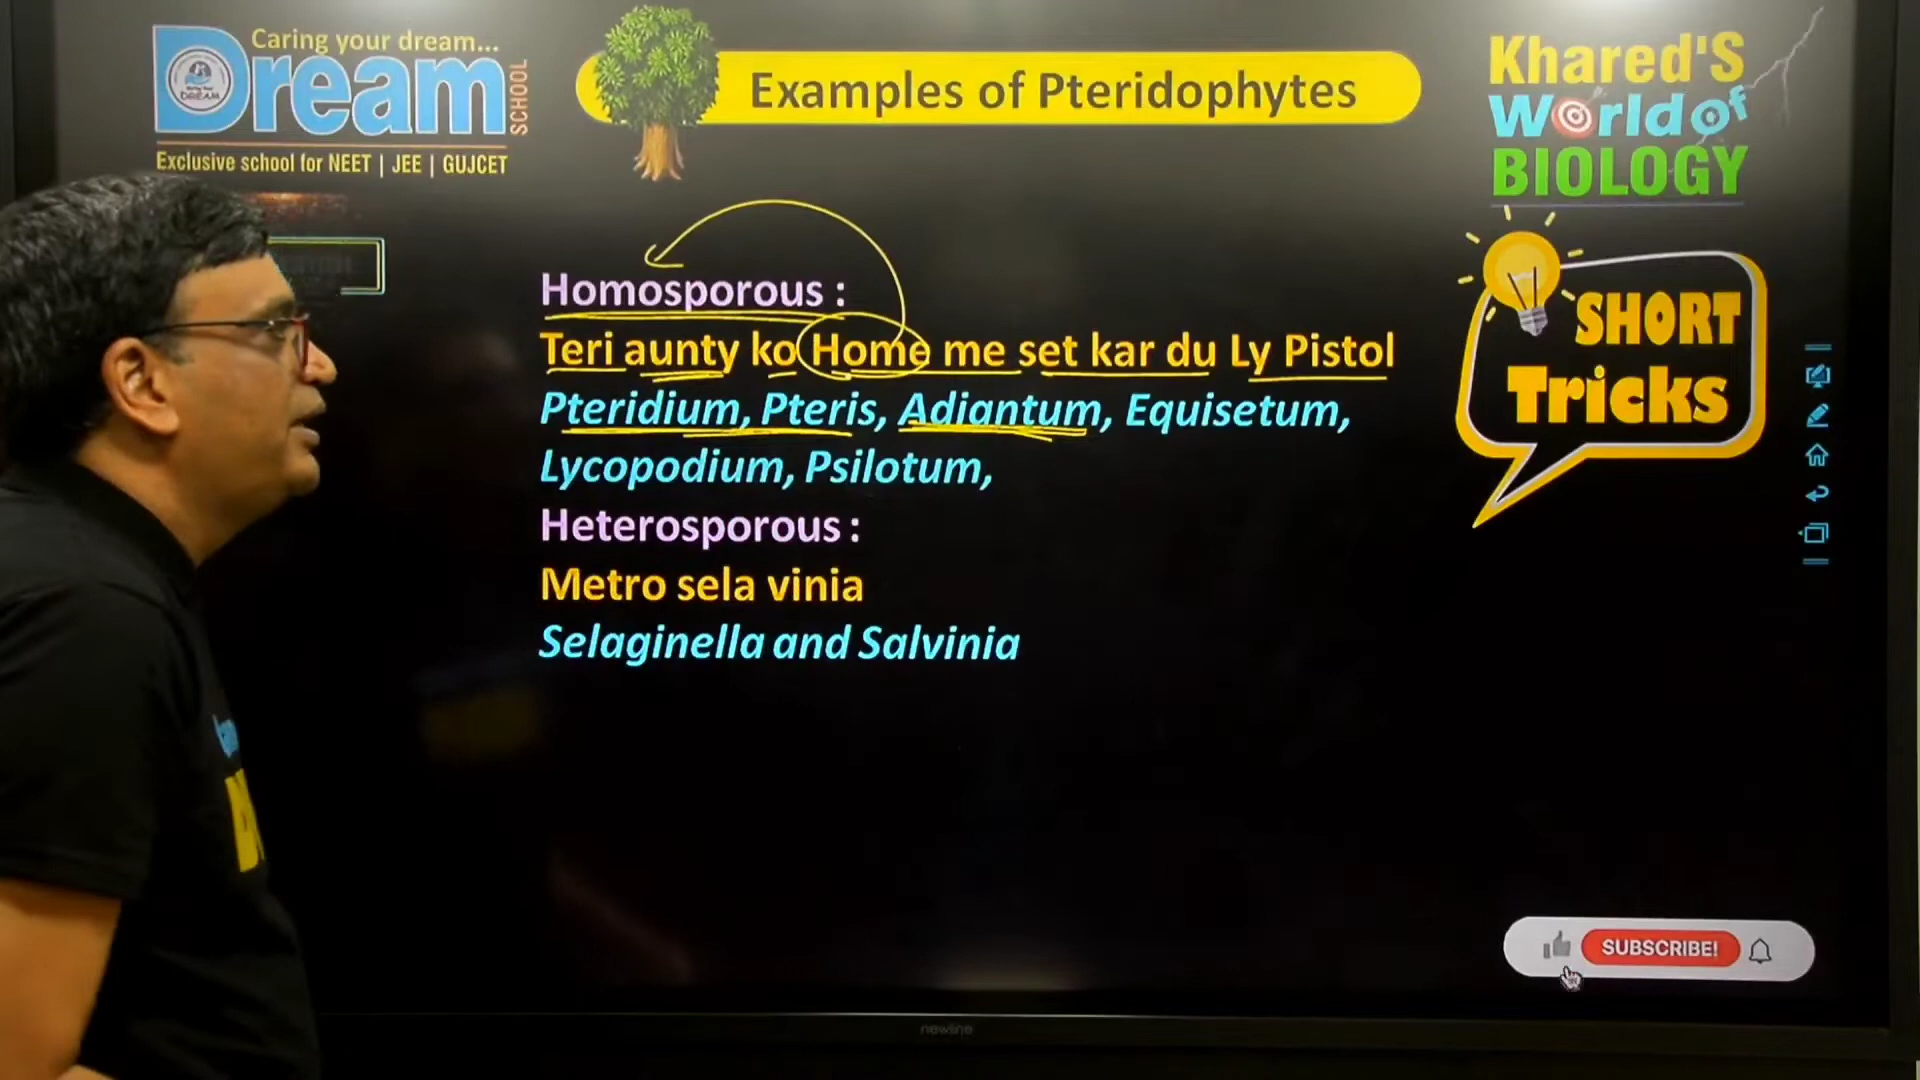 Caring your dream...
Dream
SCHOOL
DREAM
Exclusive school for NEET | JEE | GUJCET
Examples of Pteridophytes
Khared'S
World of
BIOLOGY
Homosporous :
Teri aunty ko Home me set kar du Ly Pistol
Pteridium, Pteris, Adiantum, Equisetum,
Lycopodium, Psilotum,
Heterosporous :
Metro sela vinia
Selaginella and Salvinia
SHORT
Tricks
SUBSCRIBE!
newline